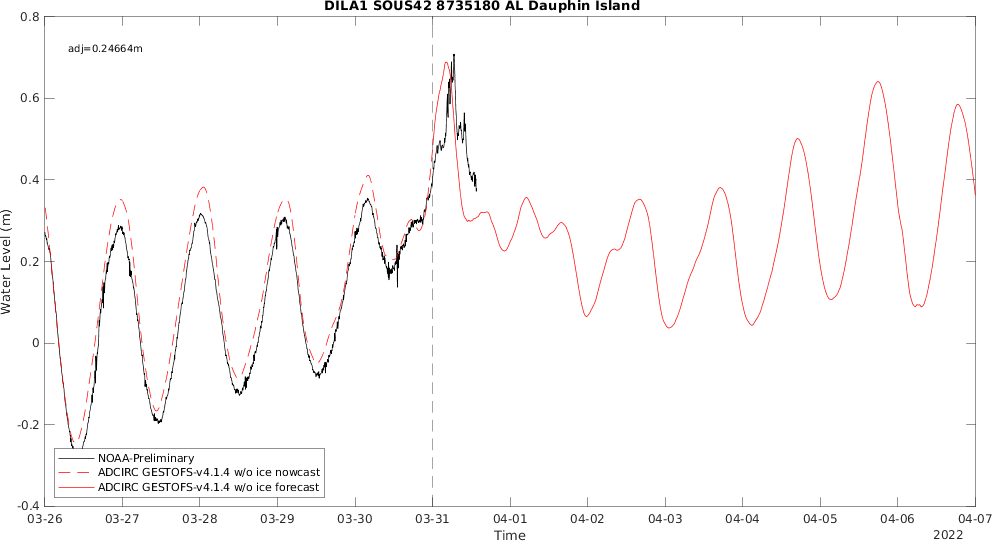 DILA1 SOUS42 8735180 AL Dauphin Island
adj=0.24664m
0.8
0.6
0.4
0.2
0
-0.2
-0.4
Water Level (m)
NOAA-Preliminary
ADCIRC GESTOFS-v4.1.4 w/o ice nowcast
ADCIRC GESTOFS-v4.1.4 w/o ice forecast
03-26 03-27 03-28 03-29 03-30 03-31 04-01 04-02 04-03 04-04 04-05 04-06 04-07
Time
2022